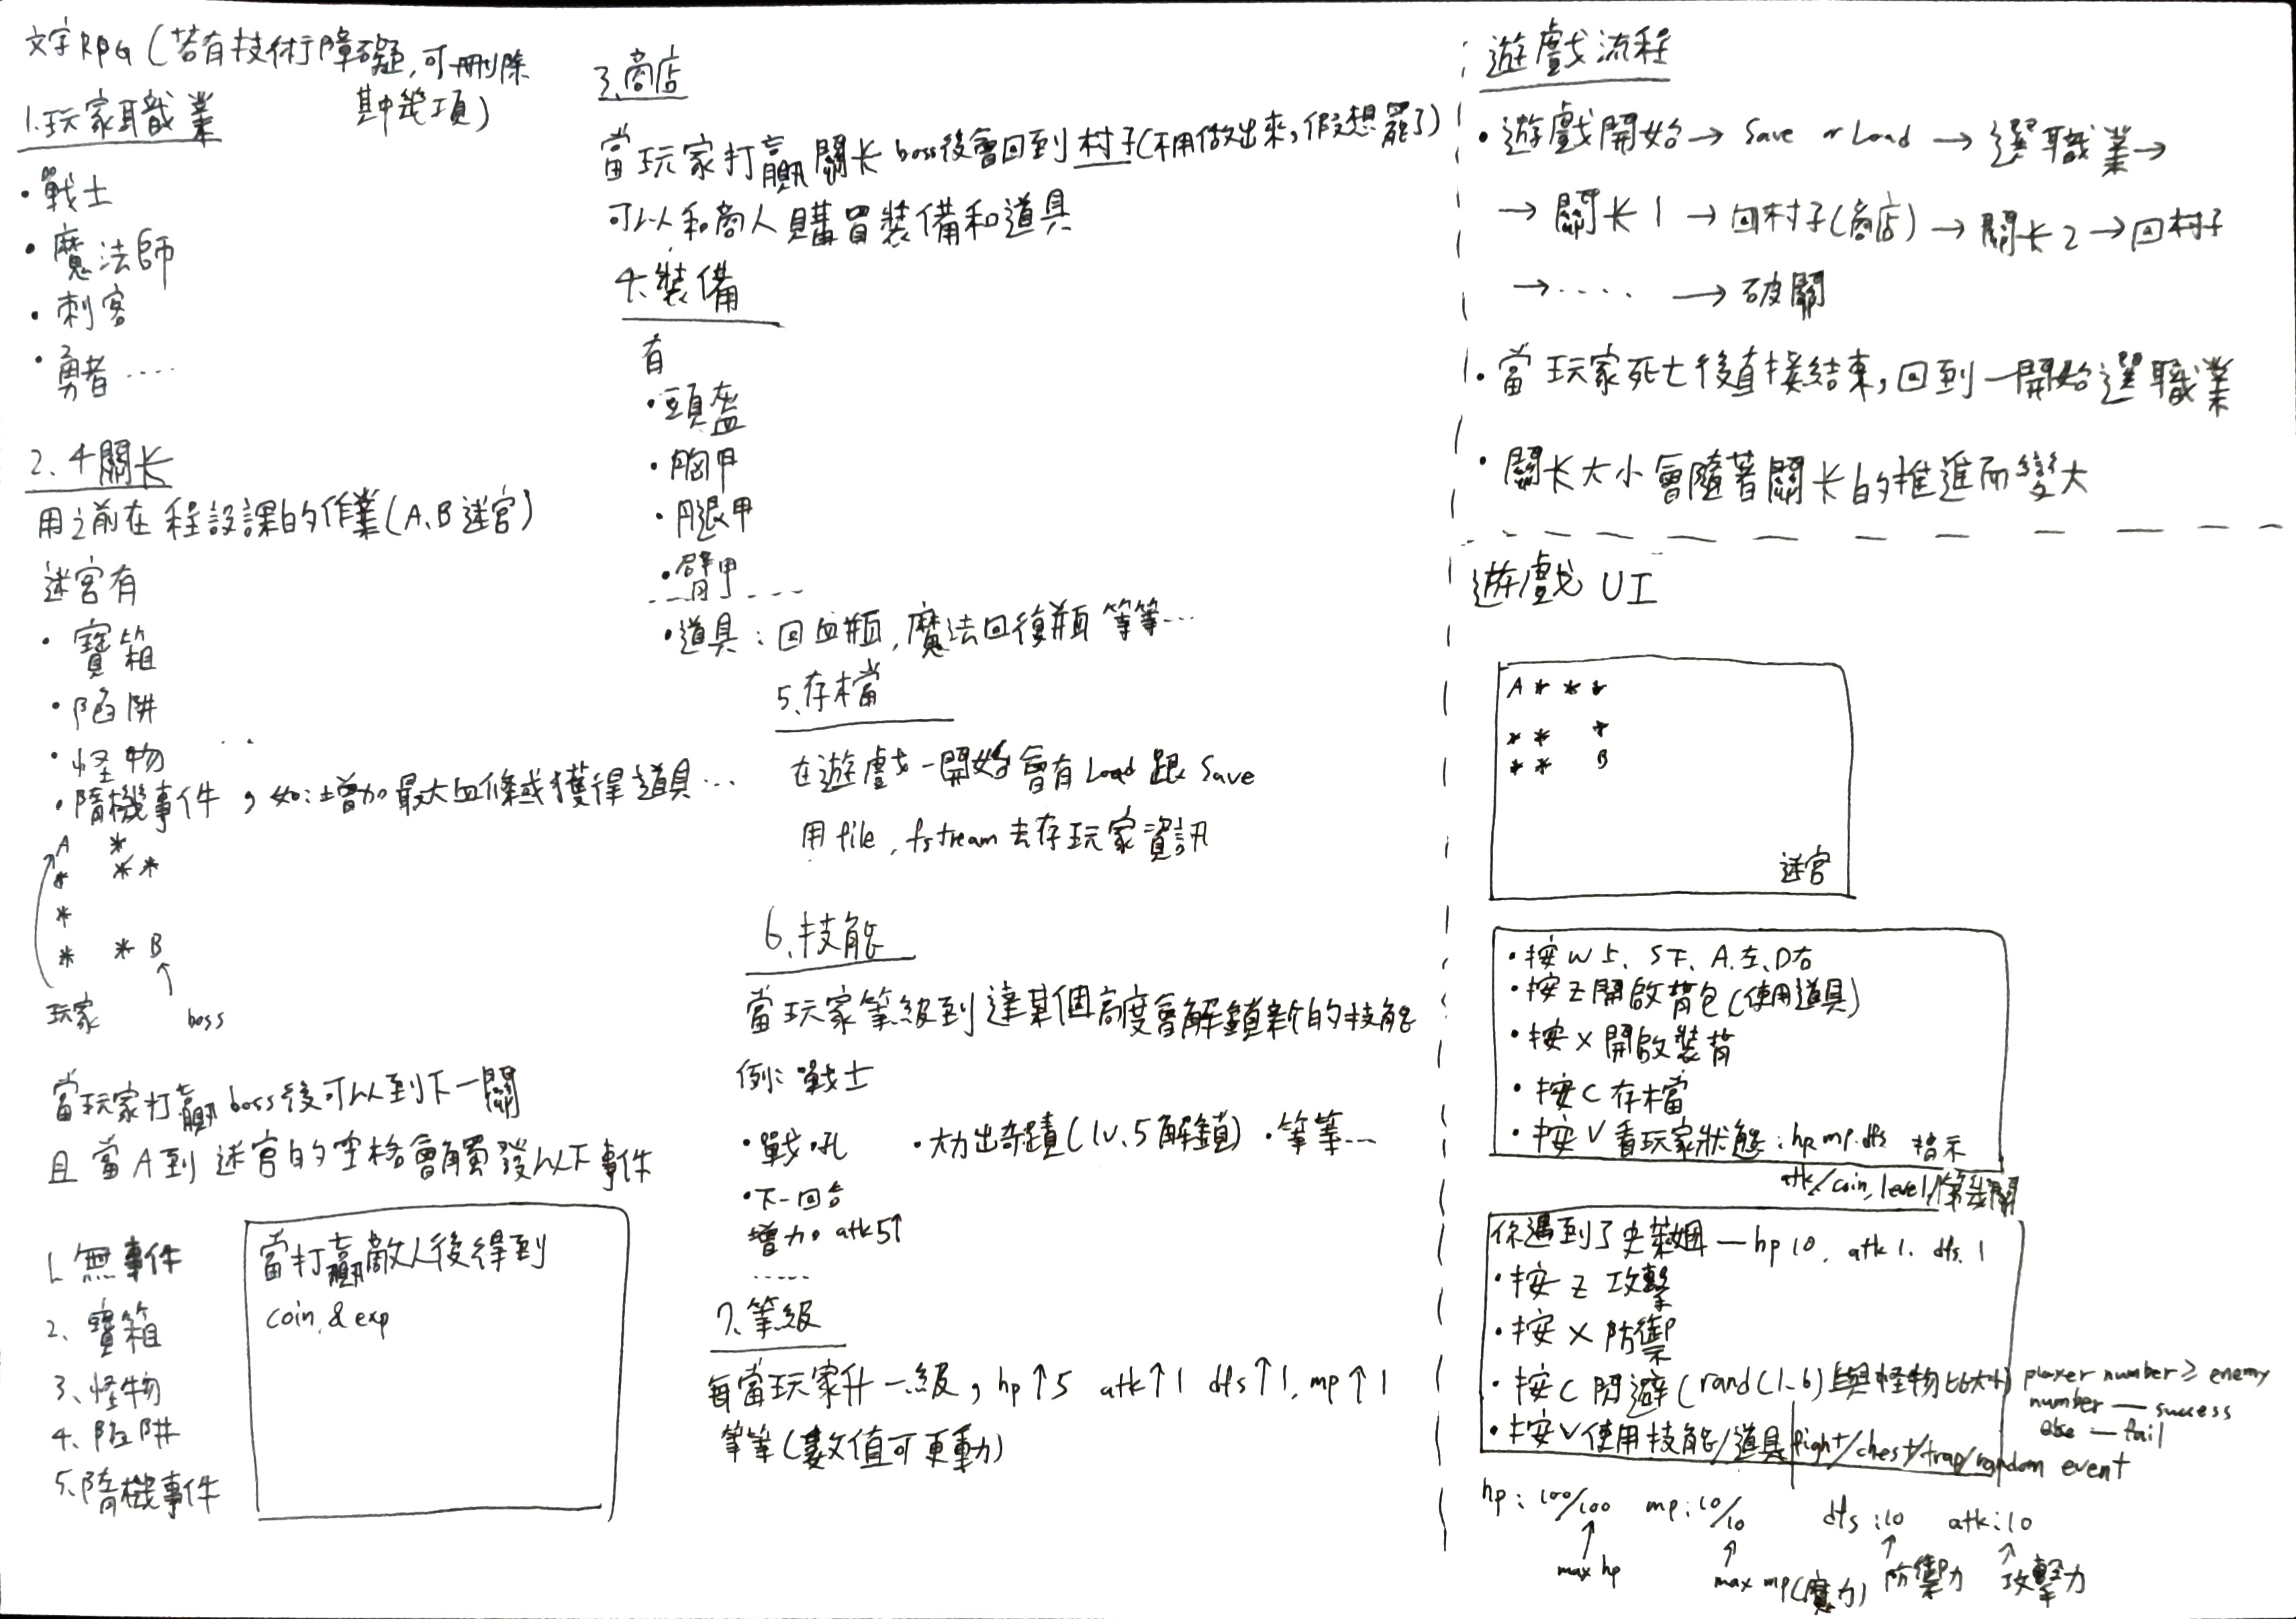 文字RPG(若有技術障礙,可刪除
其中幾項)
1.玩家職業
•戰士
•魔法師
•刺客
•勇者....
2、4關卡
用之前在程設課的作業(A、B迷宮)
迷宮有
•寶箱
•陷阱
•怪物
•隨機事件,如:增加最大血條或獲得道具...
A *
* * *
*
* * B
玩家 boss
當玩家打贏boss後可以到下一關
且當A到迷宮的空格會觸發以下事件
1、無事件
2、寶箱
3、怪物
4、陷阱
5、隨機事件
當打贏敵人後得到
coin,&exp
3.商店
當玩家打贏關卡boss後會回到村子(不用做出來,假想罷了)
可以和商人購買裝備和道具
4、裝備
有
•頭盔
•胸甲
•腿甲
•臂甲
•道具:回血瓶,魔法回復瓶等等...
5、存檔
在遊戲一開始會有Load跟Save
用file,fstream去存玩家資訊
6、技能
當玩家等級到達某個高度會解鎖新的技能
例:戰士
•戰吼 •大力出奇蹟(lv.5解鎖) •等等...
•下一回合
增加atk5↑
.....
7、等級
每當玩家升一級,hp↑5 atk↑1 dfs↑1,mp↑1
等等(數值可更動)
遊戲流程
•遊戲開始→Save or Load→選職業→
→關卡1→回村子(商店)→關卡2→回村子
→....→破關
•當玩家死亡後直接結束,回到一開始選職業
•關卡大小會隨著關卡的推進而變大
遊戲UI
A * * *
* * *
* * B
迷宮
•按W上、S下、A.左、D右
•按Z開啟背包(使用道具)
•按X開啟裝背
•按C存檔
•按V看玩家狀態:hp.mp.dfs 指示
atk/coin,level/第幾關
你遇到了史萊姆—hp10,atk1.dfs.1
•按Z攻擊
•按X防禦
•按C閃避(rand(1-6)與怪物比大小) player number≥enemy
number—success
else—fail
•按V使用技能/道具 fight/chest/trap/random event
hp:100/100 mp:10/10 dfs:10 atk:10
max hp max mp(魔力) 防禦力 攻擊力